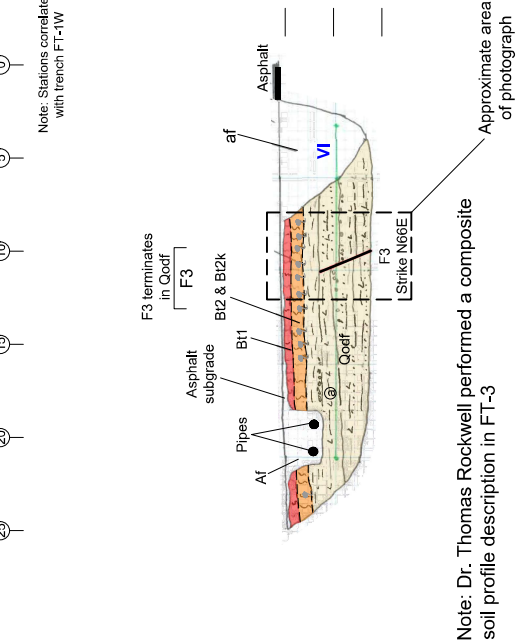 0
5
10
15
20
25
Note: Stations correlate
with trench FT-1W
Asphalt
af
VI
Approximate area
of photograph
F3 terminates
in Qodf
F3
Bt2 & Bt2k
Bt1
Asphalt
subgrade
Pipes
Af
F3
Strike N66E
Qodf
@
Note: Dr. Thomas Rockwell performed a composite
soil profile description in FT-3